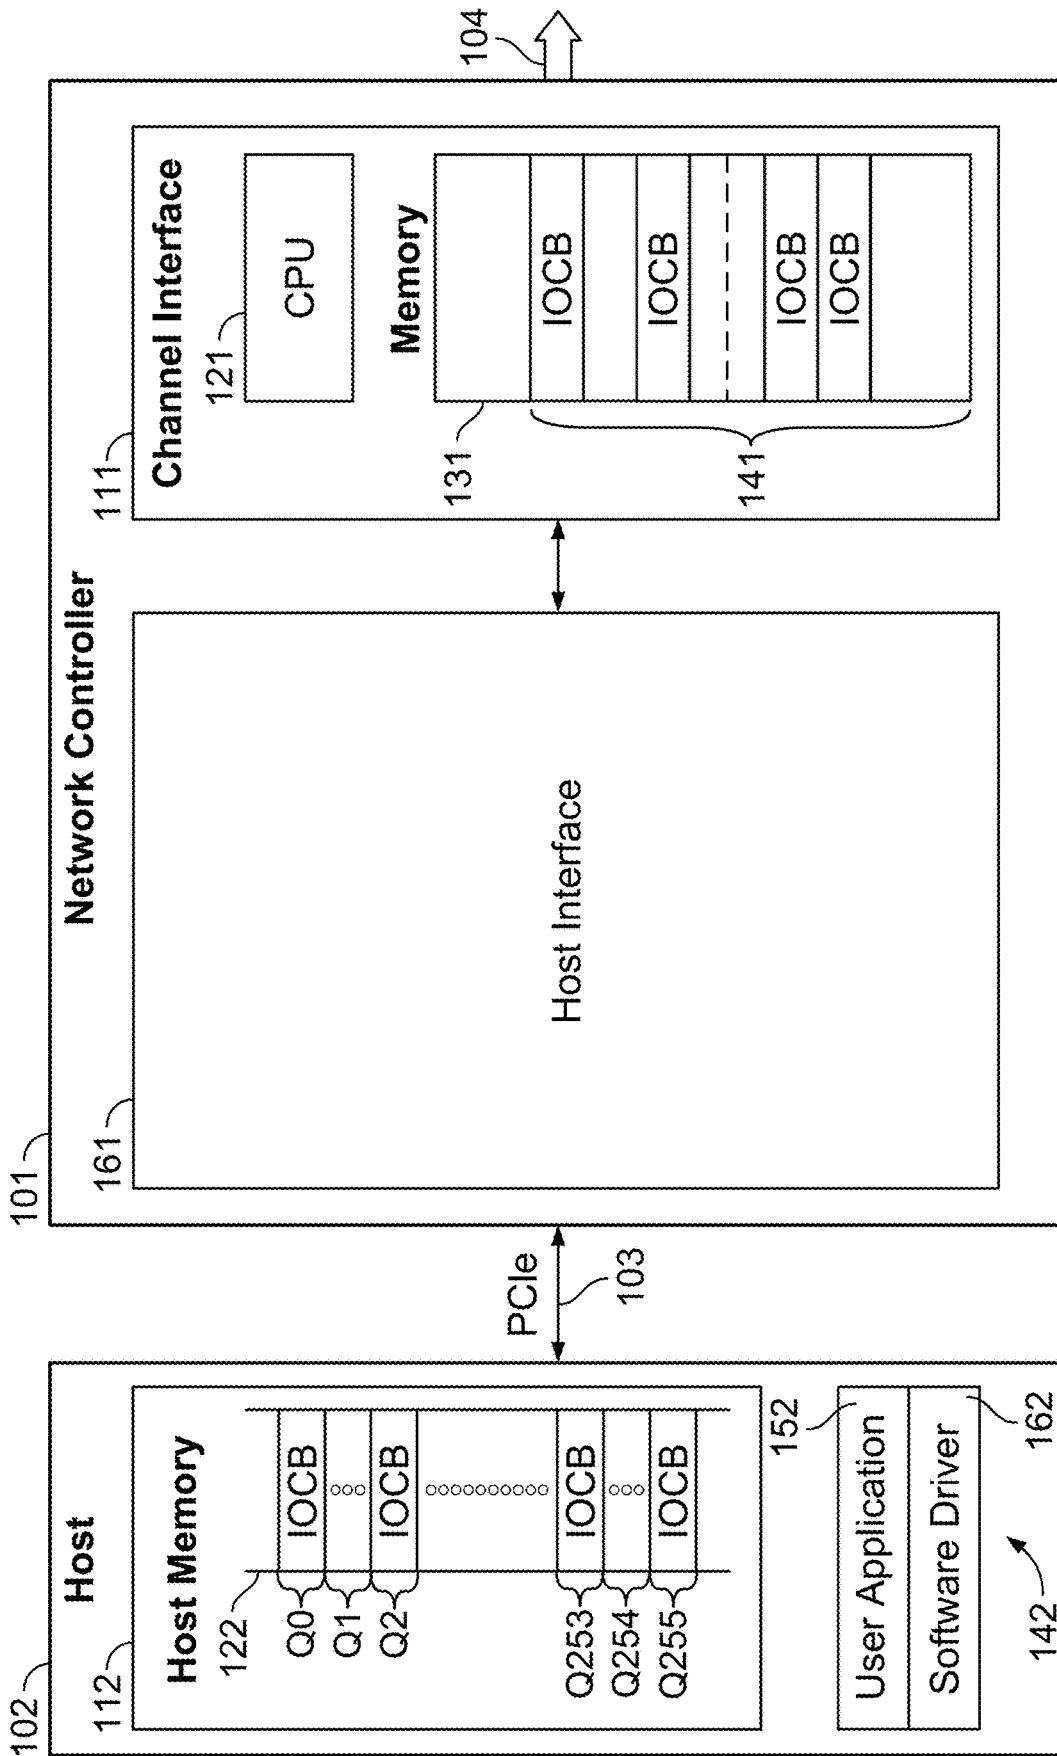 102
Host
112
Host Memory
122
Q0
IOCB
Q1
Q2
IOCB
Q253
IOCB
Q254
Q255
IOCB
User Application
152
Software Driver
162
142
PCIe
103
101
Network Controller
161
Host Interface
111
Channel Interface
121
CPU
Memory
131
IOCB
IOCB
IOCB
IOCB
141
104